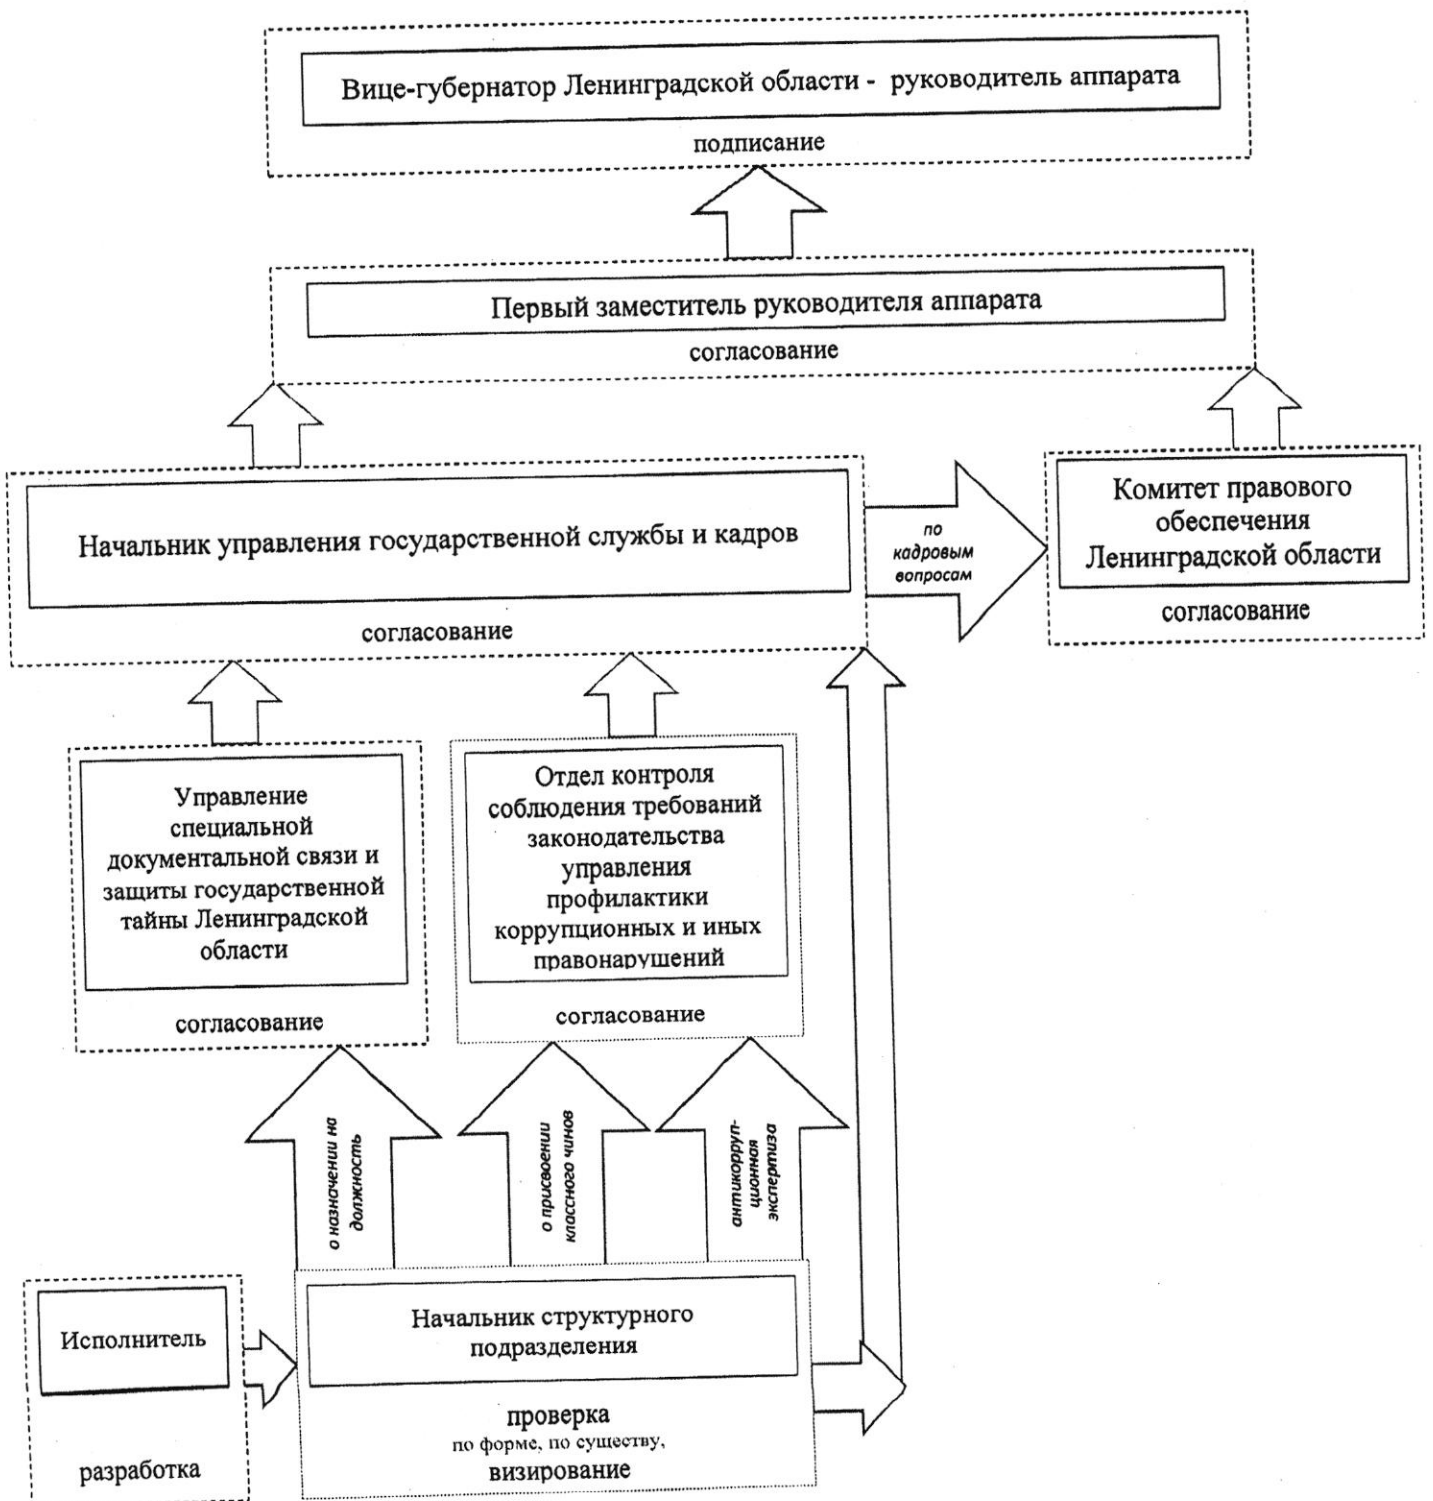 Вице-губернатор Ленинградской области - руководитель аппарата
подписание
Первый заместитель руководителя аппарата
согласование
Начальник управления государственной службы и кадров
согласование
по
кадровым
вопросам
Комитет правового
обеспечения
Ленинградской области
согласование
Управление
специальной
документальной связи и
защиты государственной
тайны Ленинградской
области
согласование
Отдел контроля
соблюдения требований
законодательства
управления
профилактики
коррупционных и иных
правонарушений
согласование
о назначении на
должность
о присвоении
классного чинов
антикорруп-
ционная
экспертиза
Исполнитель
разработка
Начальник структурного
подразделения
проверка
по форме, по существу,
визирование